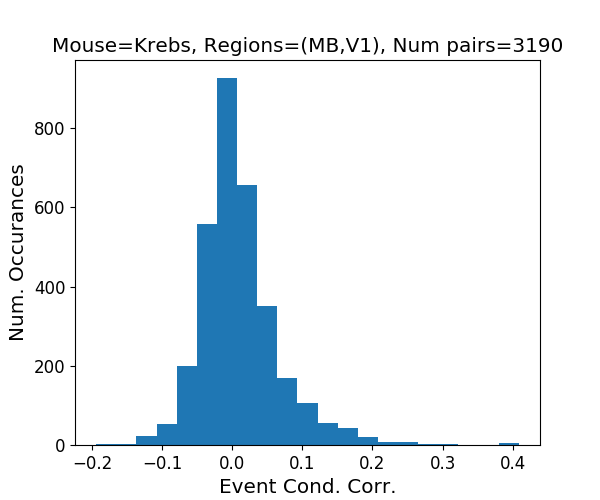 Mouse=Krebs, Regions=(MB,V1), Num pairs=3190
Num. Occurances
800
600
400
200
0
−0.2 −0.1 0.0 0.1 0.2 0.3 0.4
Event Cond. Corr.